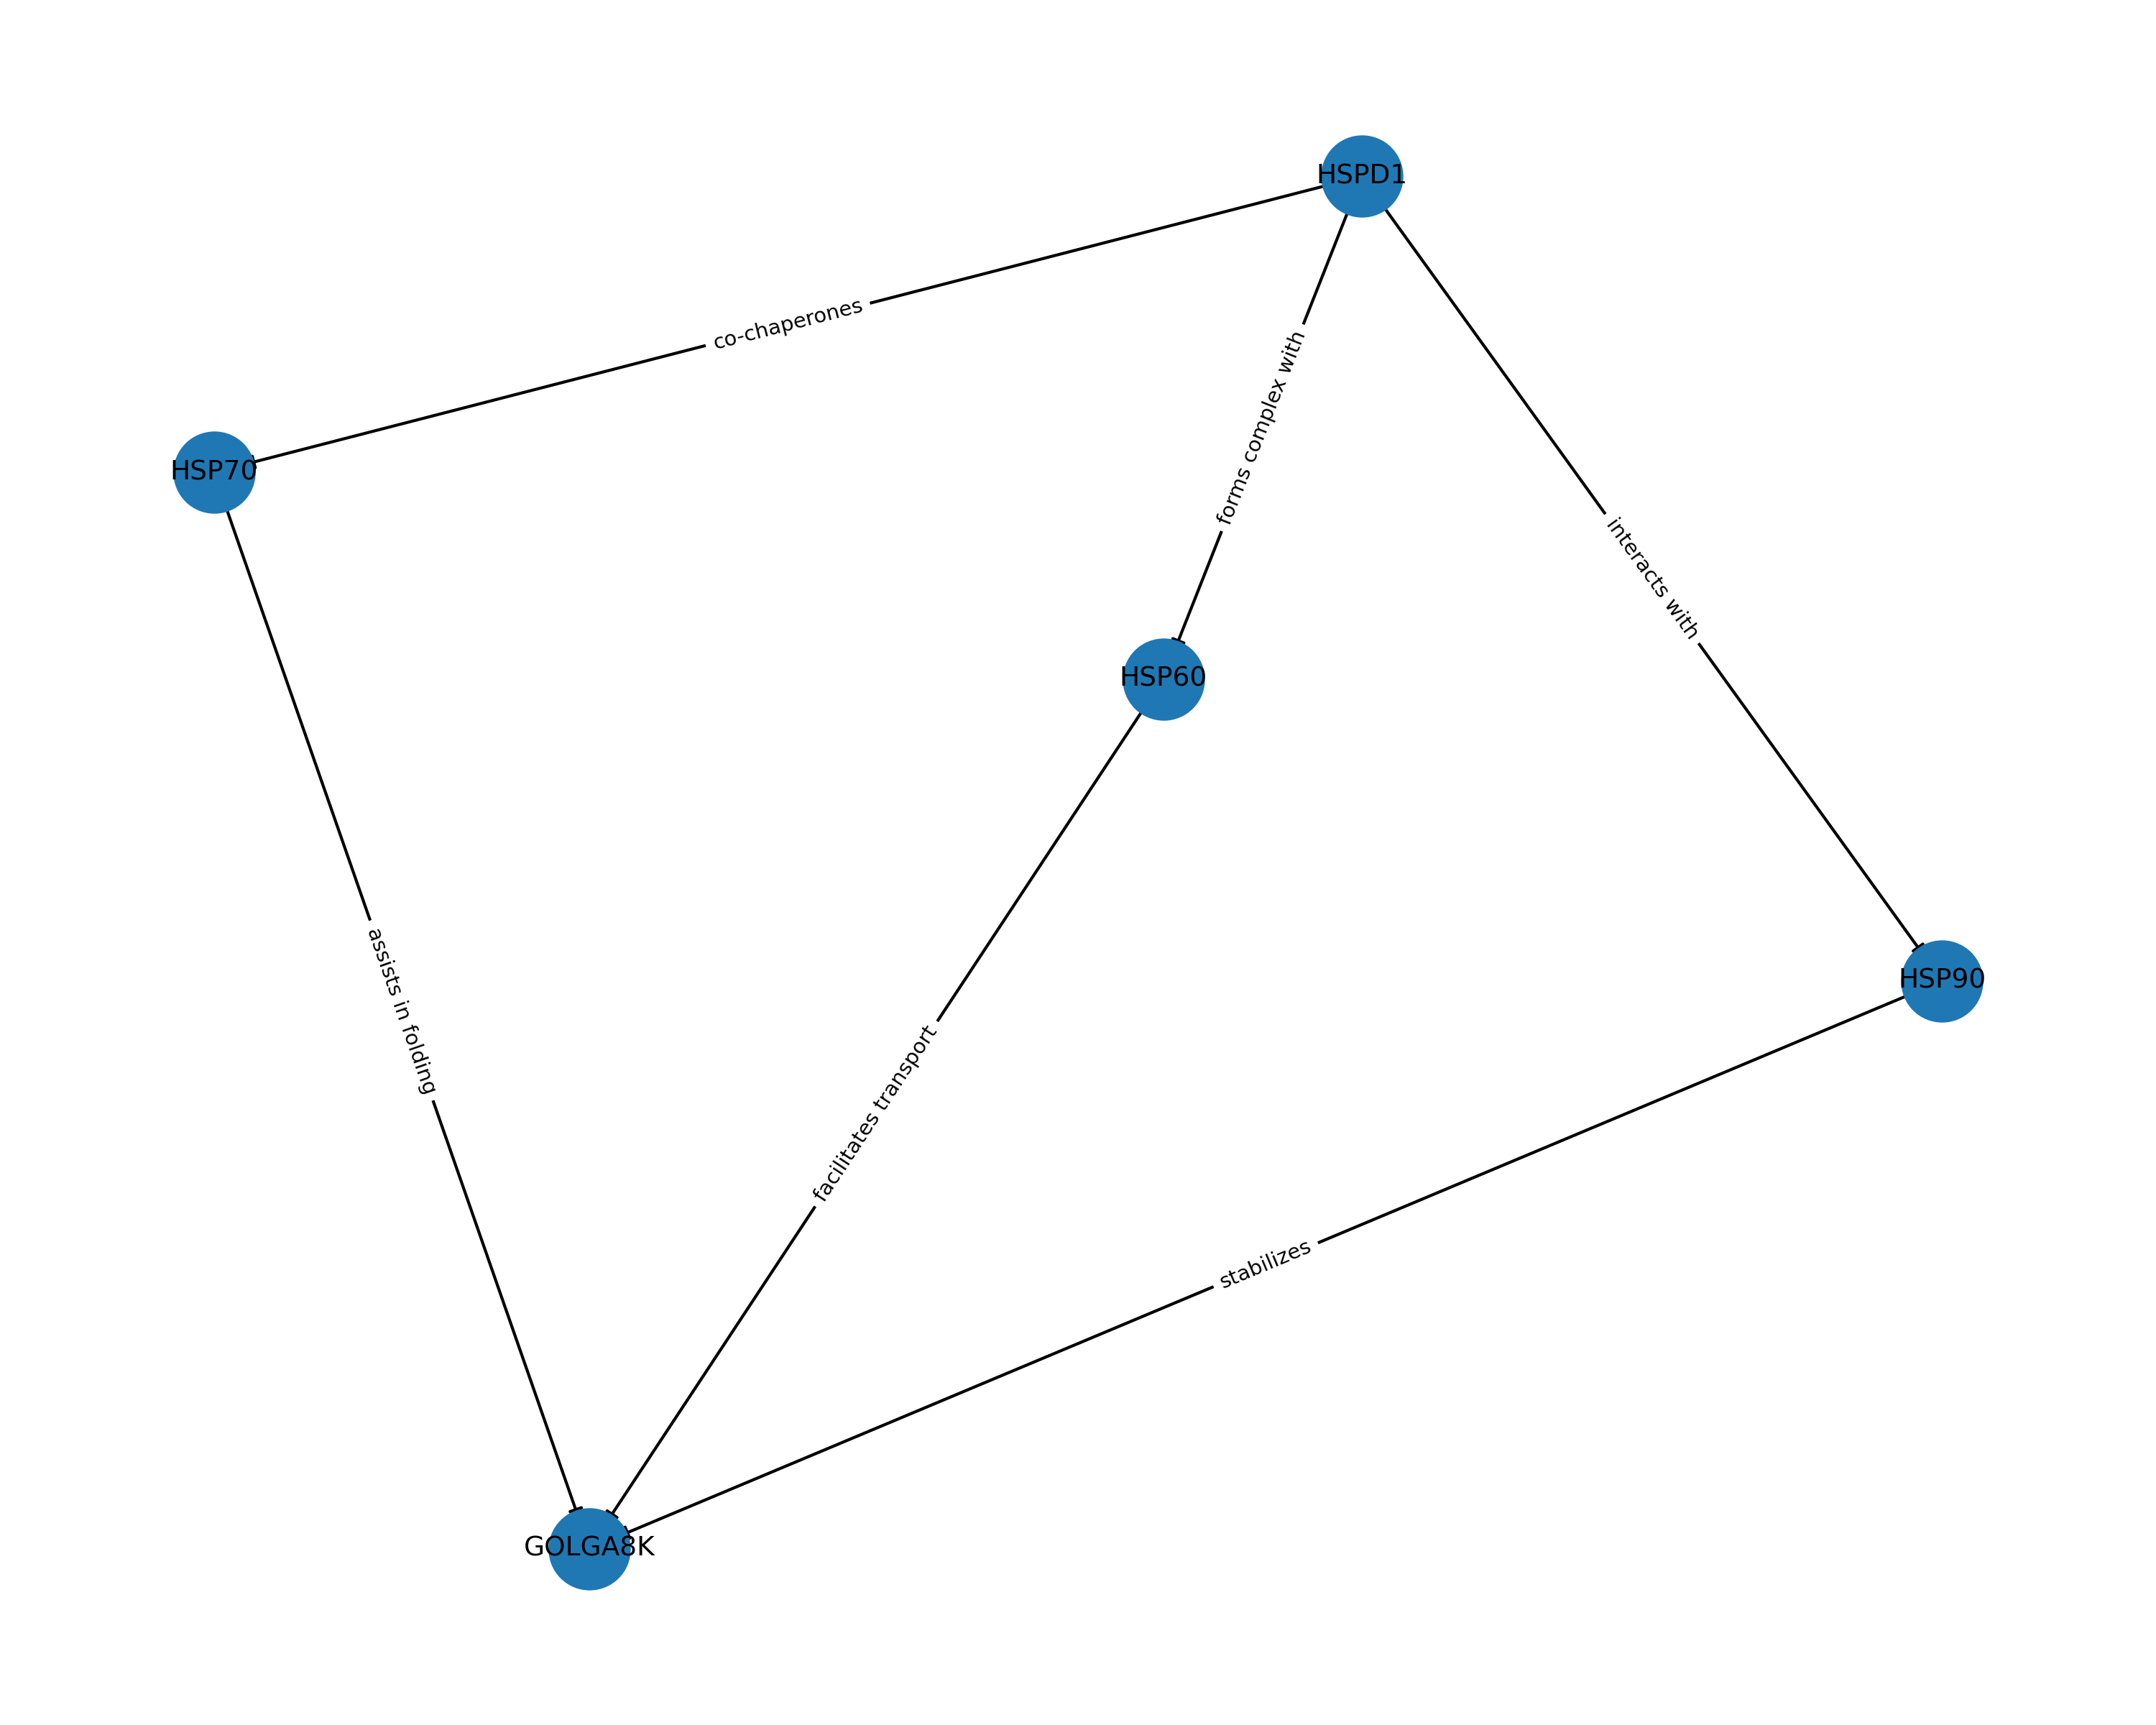 HSPD1
co-chaperones
forms complex with
HSP70
interacts with
HSP60
HSP90
assists in folding
facilitates transport
stabilizes
GOLGA8K